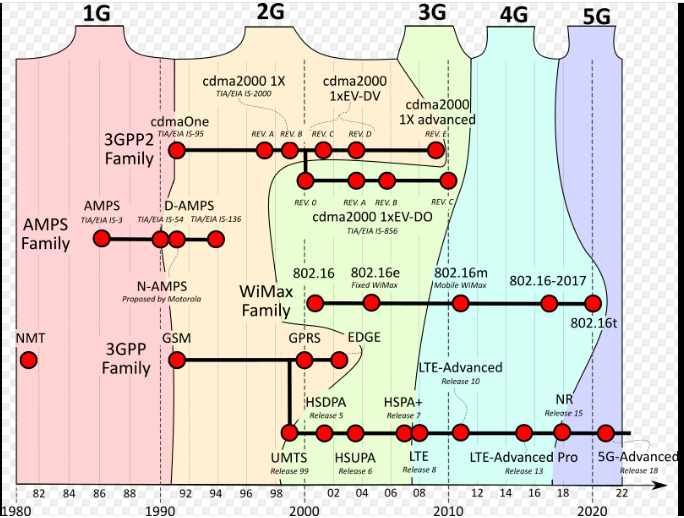 1G 2G 3G 4G 5G
cdma2000 1X
TIA/EIA IS-2000
cdma2000
1xEV-DV
cdma2000
1X advanced
cdmaOne
TIA/EIA IS-95
REV. A REV. B REV. C REV. D REV. E
3GPP2
Family
REV. 0 REV. A REV. B REV. C
cdma2000 1xEV-DO
TIA/EIA IS-856
AMPS
TIA/EIA IS-3
D-AMPS
TIA/EIA IS-54 TIA/EIA IS-136
AMPS
Family
N-AMPS
Proposed by Motorola
WiMax
Family
802.16
802.16e
Fixed WiMax
802.16m
Mobile WiMax
802.16-2017
802.16t
NMT
3GPP
Family
GSM
GPRS
EDGE
LTE-Advanced
Release 10
HSDPA
Release 5
HSPA+
Release 7
NR
Release 15
UMTS
Release 99
HSUPA
Release 6
LTE
Release 8
LTE-Advanced Pro
Release 13
5G-Advanced
Release 18
82 84 86 88 92 94 96 98 02 04 06 08 12 14 16 18 22
1980 1990 2000 2010 2020